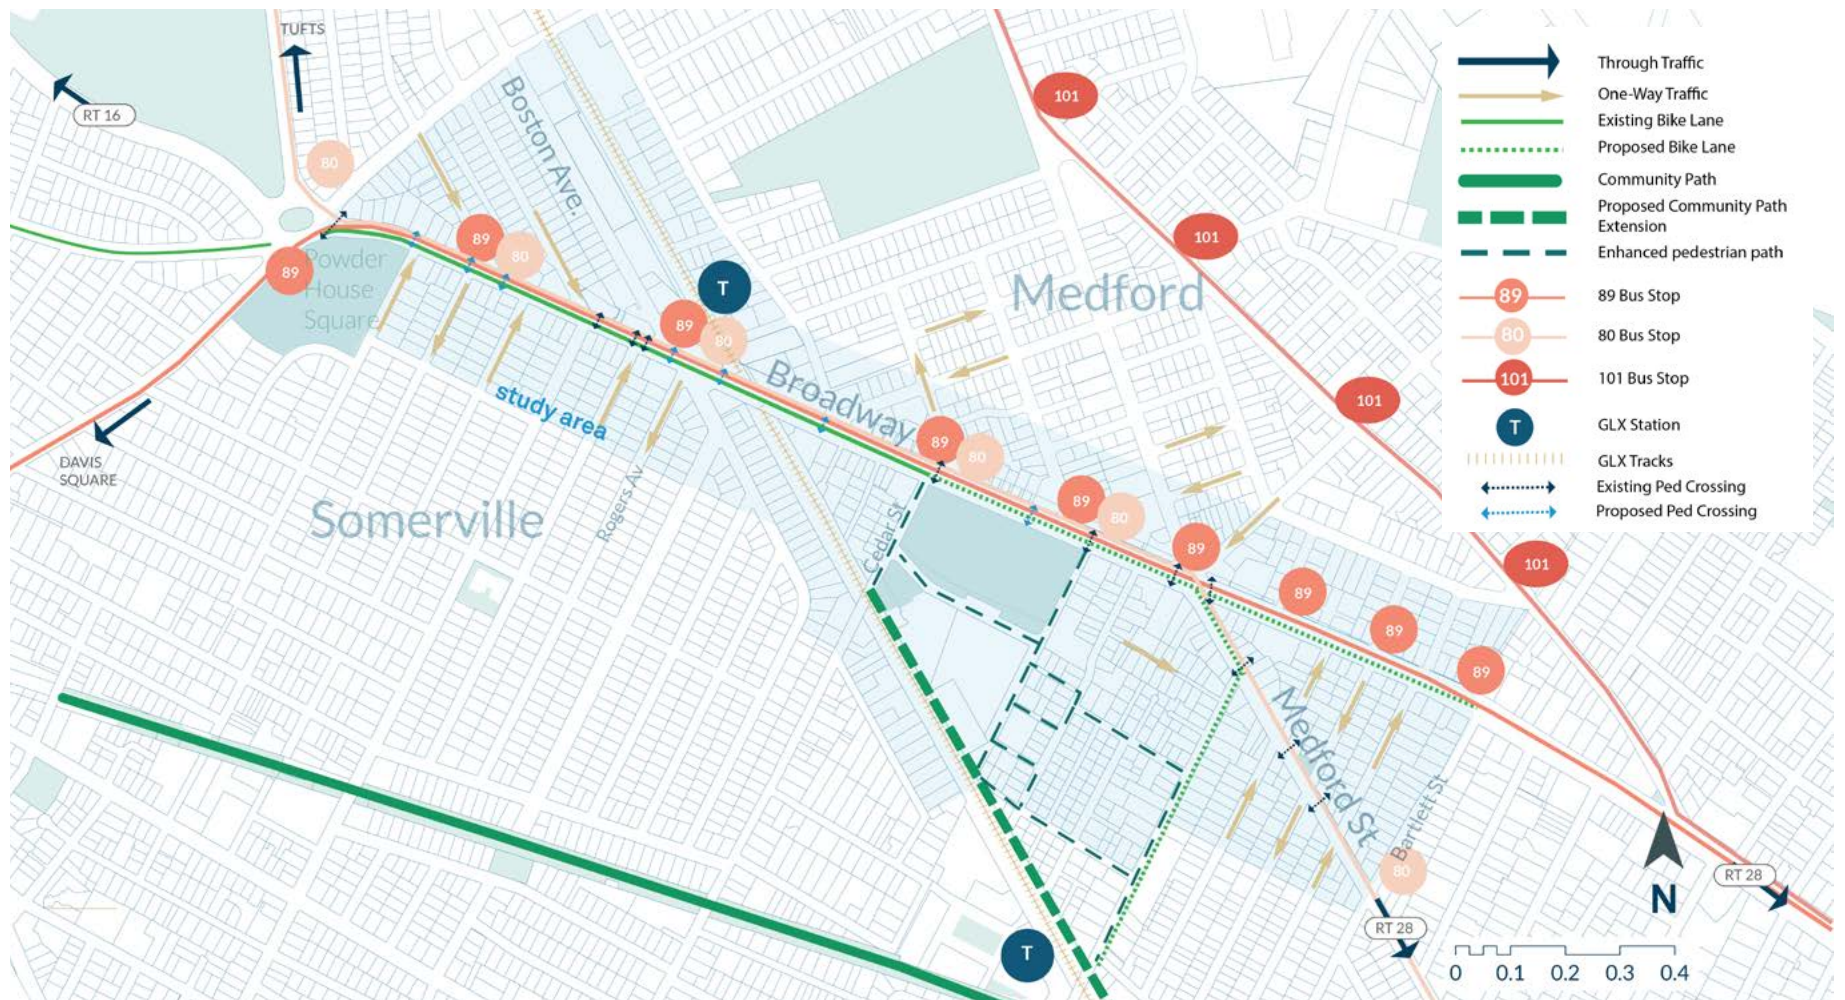 TUFTS
RT 16
80
Boston Ave.
101
89
80
89
Powder
House
Square
T
89
80
101
Medford
study area
Broadway
DAVIS
SQUARE
Somerville
Rogers Av
Cedar St
89
80
89
80
89
101
89
89
89
101
Medford St
Bartlett St
80
RT 28
RT 28
T
N
0 0.1 0.2 0.3 0.4
Through Traffic
One-Way Traffic
Existing Bike Lane
Proposed Bike Lane
Community Path
Proposed Community Path
Extension
Enhanced pedestrian path
89 89 Bus Stop
80 80 Bus Stop
101 101 Bus Stop
T GLX Station
GLX Tracks
Existing Ped Crossing
Proposed Ped Crossing